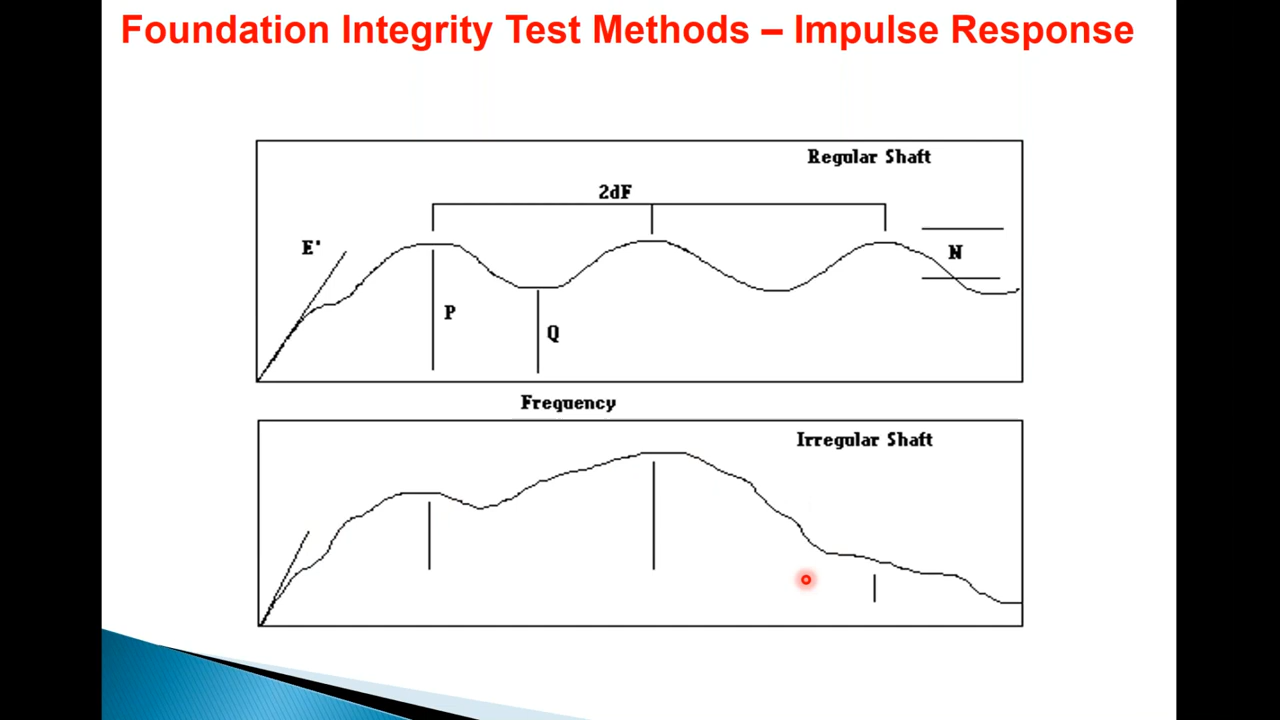 Foundation Integrity Test Methods – Impulse Response
Regular Shaft
2dF
E'
N
P
Q
Frequency
Irregular Shaft